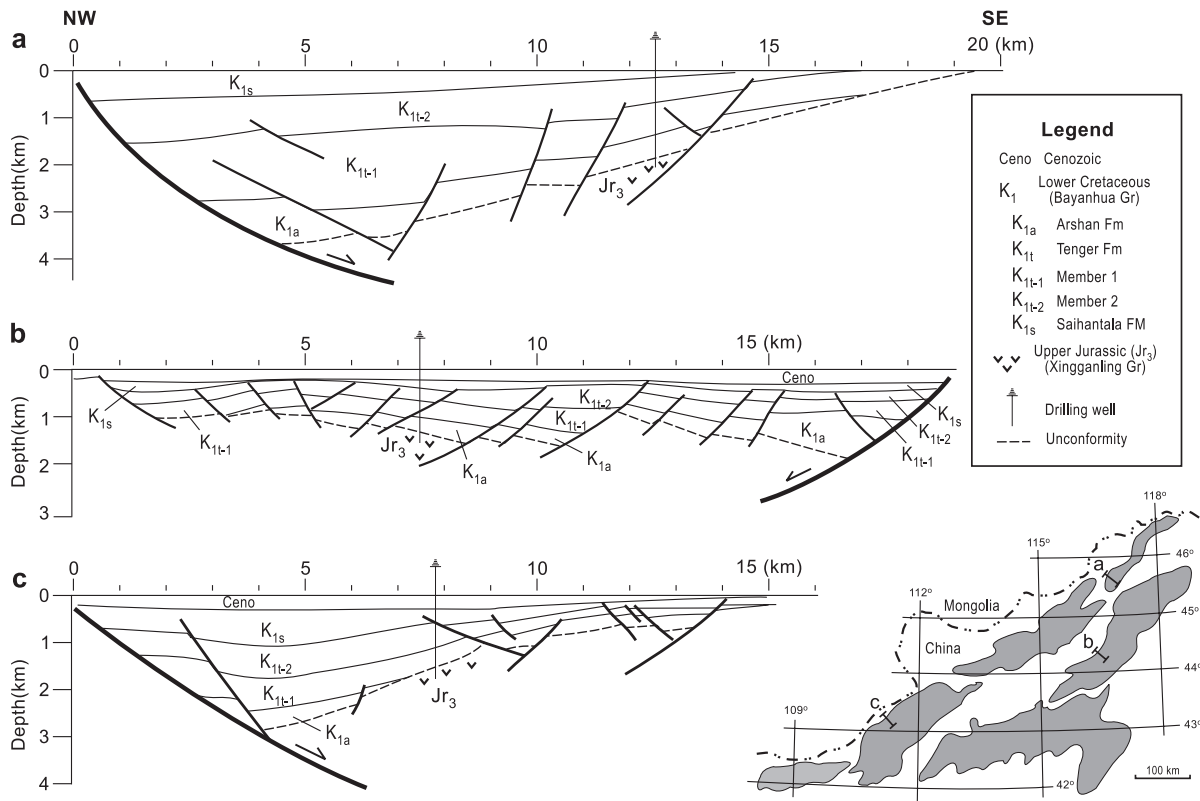 NW
SE
a
0 5 10 15 20 (km)
0
1
2
3
4
Depth(km)
K1s
K1t-2
K1t-1
K1a
Jr3
b
0 5 10 15 (km)
0
1
2
3
Depth(km)
Ceno
K1s
K1t-1
Jr3
K1a
K1t-2
K1t-1
K1a
K1a
K1s
K1t-2
K1t-1
c
0 5 10 15 (km)
0
1
2
3
4
Depth(km)
Ceno
K1s
K1t-2
K1t-1
K1a
Jr3
Legend
Ceno Cenozoic
K1 Lower Cretaceous
(Bayanhua Gr)
K1a Arshan Fm
K1t Tenger Fm
K1t-1 Member 1
K1t-2 Member 2
K1s Saihantala FM
Upper Jurassic (Jr3)
(Xingganling Gr)
Drilling well
Unconformity
118°
115°
46°
a
112°
Mongolia
45°
China
b
44°
c
109°
43°
42°
100 km